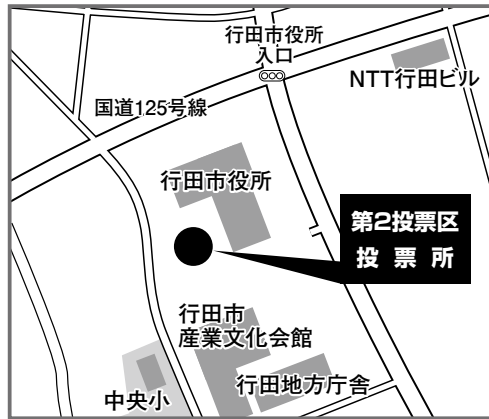 行田市役所
入口
NTT行田ビル
国道125号線
行田市役所
第2投票区
投票所
行田市
産業文化会館
行田地方庁舎
中央小